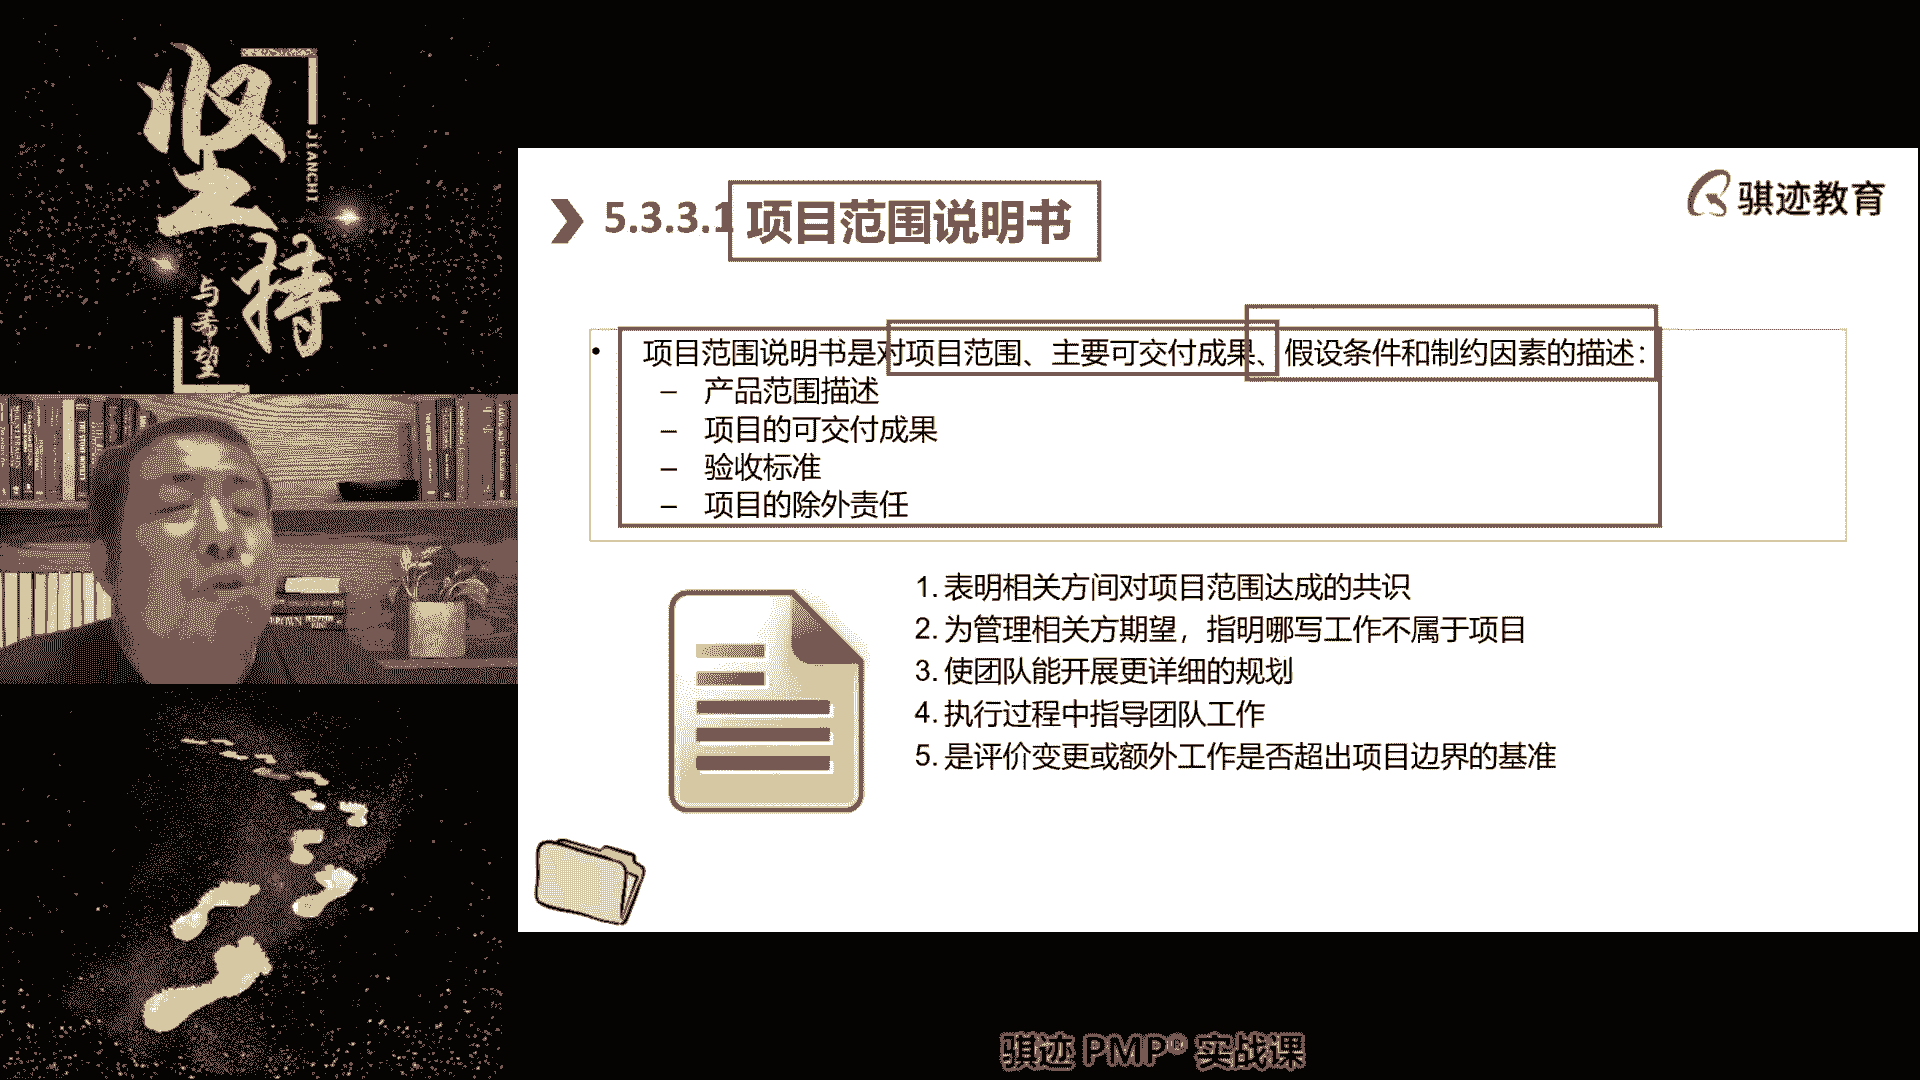 坚持
JIANCHI
与希望
5.3.3.1 项目范围说明书
骐迹教育
• 项目范围说明书是对项目范围、主要可交付成果、假设条件和制约因素的描述：
– 产品范围描述
– 项目的可交付成果
– 验收标准
– 项目的除外责任
1. 表明相关方间对项目范围达成的共识
2. 为管理相关方期望，指明哪写工作不属于项目
3. 使团队能开展更详细的规划
4. 执行过程中指导团队工作
5. 是评价变更或额外工作是否超出项目边界的基准
BROWN
骐迹 PMP® 实战课